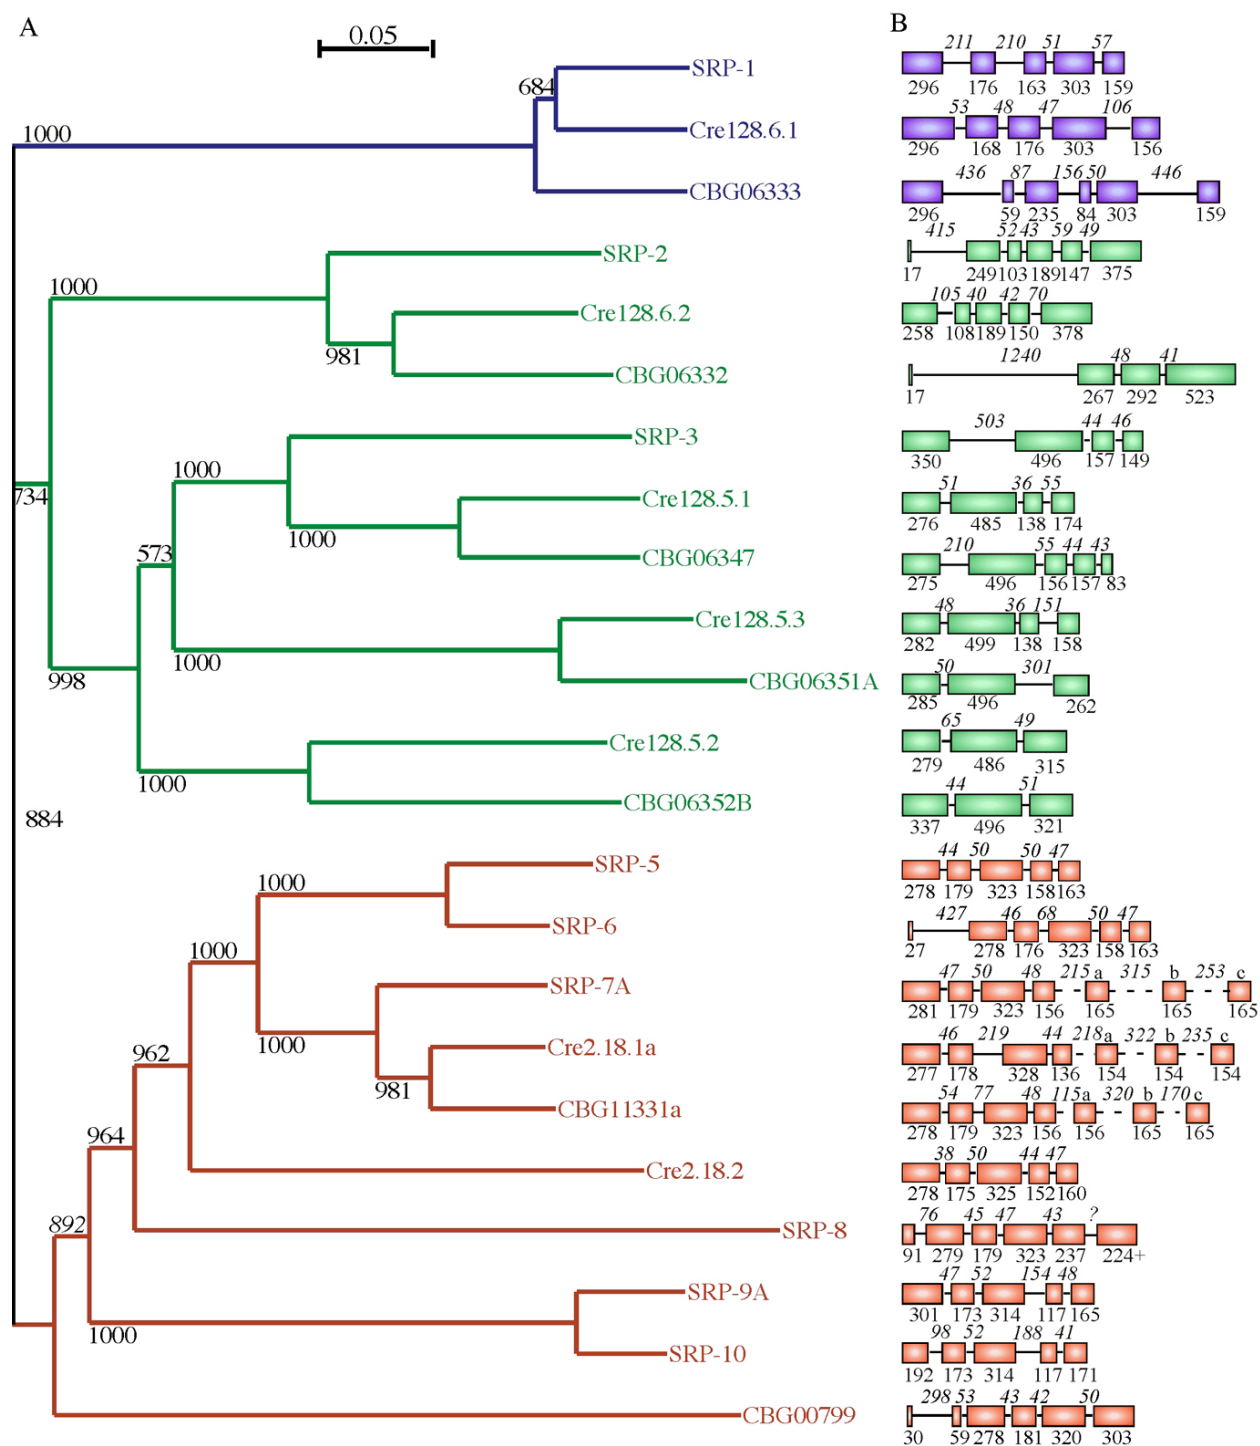 A
B
0.05
211 210 51 57
SRP-1
296 176 163 303 159
684
53 48 47 106
1000
Cre128.6.1
296 168 176 303 156
436 87 156 50 446
CBG06333
296 59 235 84 303 159
415 52 43 59 49
SRP-2
17 249 103 189 147 375
1000
105 40 42 70
Cre128.6.2
258 108 189 150 378
981
1240 48 41
CBG06332
17 267 292 523
503 44 46
SRP-3
350 496 157 149
1000
734
51 36 55
Cre128.5.1
276 485 138 174
1000
573
210 55 44 43
CBG06347
275 496 156 157 83
48 36 151
Cre128.5.3
282 499 138 158
1000
998
50 301
CBG06351A
285 496 262
65 49
Cre128.5.2
279 486 315
1000
44 51
CBG06352B
337 496 321
884
44 50 50 47
SRP-5
278 179 323 158 163
1000
427 46 68 50 47
SRP-6
27 278 176 323 158 163
1000
47 50 48 215 a 315 b 253 c
SRP-7A
281 179 323 156 165 165 165
1000
46 219 44 218 a 322 b 235 c
Cre2.18.1a
277 178 328 136 154 154 154
962
981
54 77 48 115 a 320 b 170 c
CBG11331a
278 179 323 156 156 165 165
964
38 50 44 47
Cre2.18.2
278 175 325 152 160
892
76 45 47 43 ?
SRP-8
91 279 179 323 237 224+
47 52 154 48
SRP-9A
301 173 314 117 165
1000
98 52 188 41
SRP-10
192 173 314 117 171
298 53 43 42 50
CBG00799
30 59 278 181 320 303